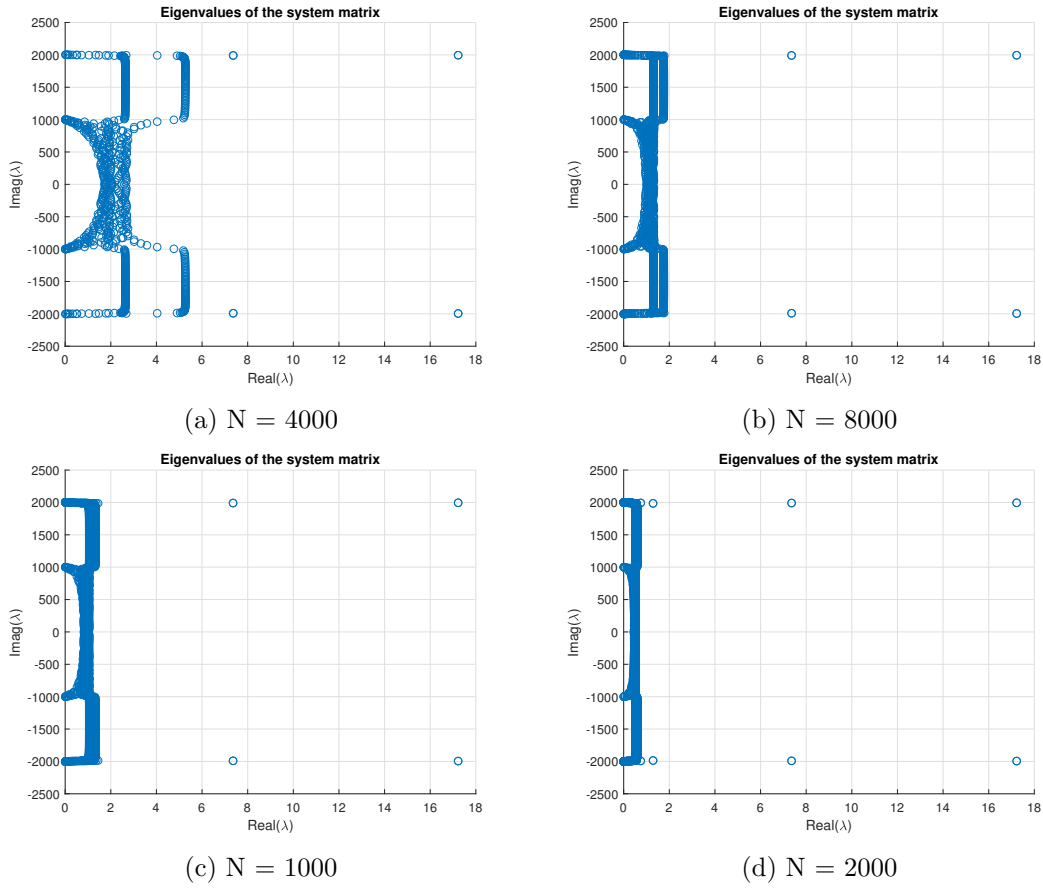 Eigenvalues of the system matrix
2500
2000
1500
1000
500
0
-500
-1000
-1500
-2000
-2500
Imag(λ)
0 2 4 6 8 10 12 14 16 18
Real(λ)
(a) N = 4000
Eigenvalues of the system matrix
2500
2000
1500
1000
500
0
-500
-1000
-1500
-2000
-2500
Imag(λ)
0 2 4 6 8 10 12 14 16 18
Real(λ)
(b) N = 8000
Eigenvalues of the system matrix
2500
2000
1500
1000
500
0
-500
-1000
-1500
-2000
-2500
Imag(λ)
0 2 4 6 8 10 12 14 16 18
Real(λ)
(c) N = 1000
Eigenvalues of the system matrix
2500
2000
1500
1000
500
0
-500
-1000
-1500
-2000
-2500
Imag(λ)
0 2 4 6 8 10 12 14 16 18
Real(λ)
(d) N = 2000